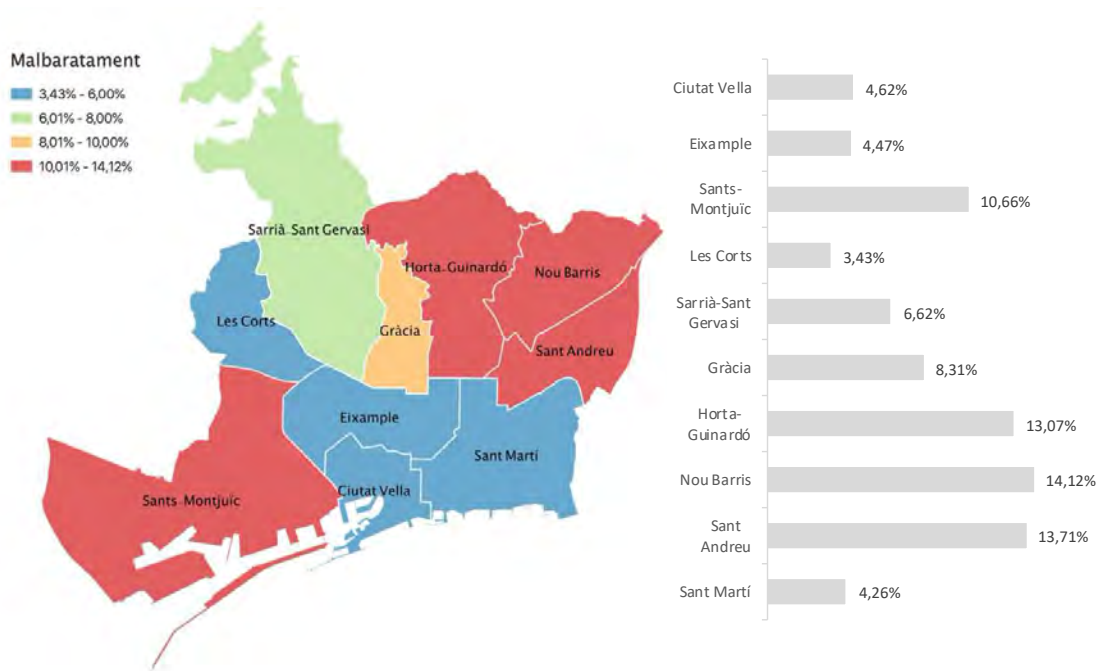 Malbaratament
3,43% - 6,00%
6,01% - 8,00%
8,01% - 10,00%
10,01% - 14,12%
Sarrià-Sant Gervasi
Horta-Guinardó
Nou Barris
Les Corts
Gràcia
Sant Andreu
Eixample
Sant Martí
Ciutat Vella
Sants-Montjuïc
Ciutat Vella
4,62%
Eixample
4,47%
Sants-
Montjuïc
10,66%
Les Corts
3,43%
Sarrià-Sant
Gervasi
6,62%
Gràcia
8,31%
Horta-
Guinardó
13,07%
Nou Barris
14,12%
Sant
Andreu
13,71%
Sant Martí
4,26%